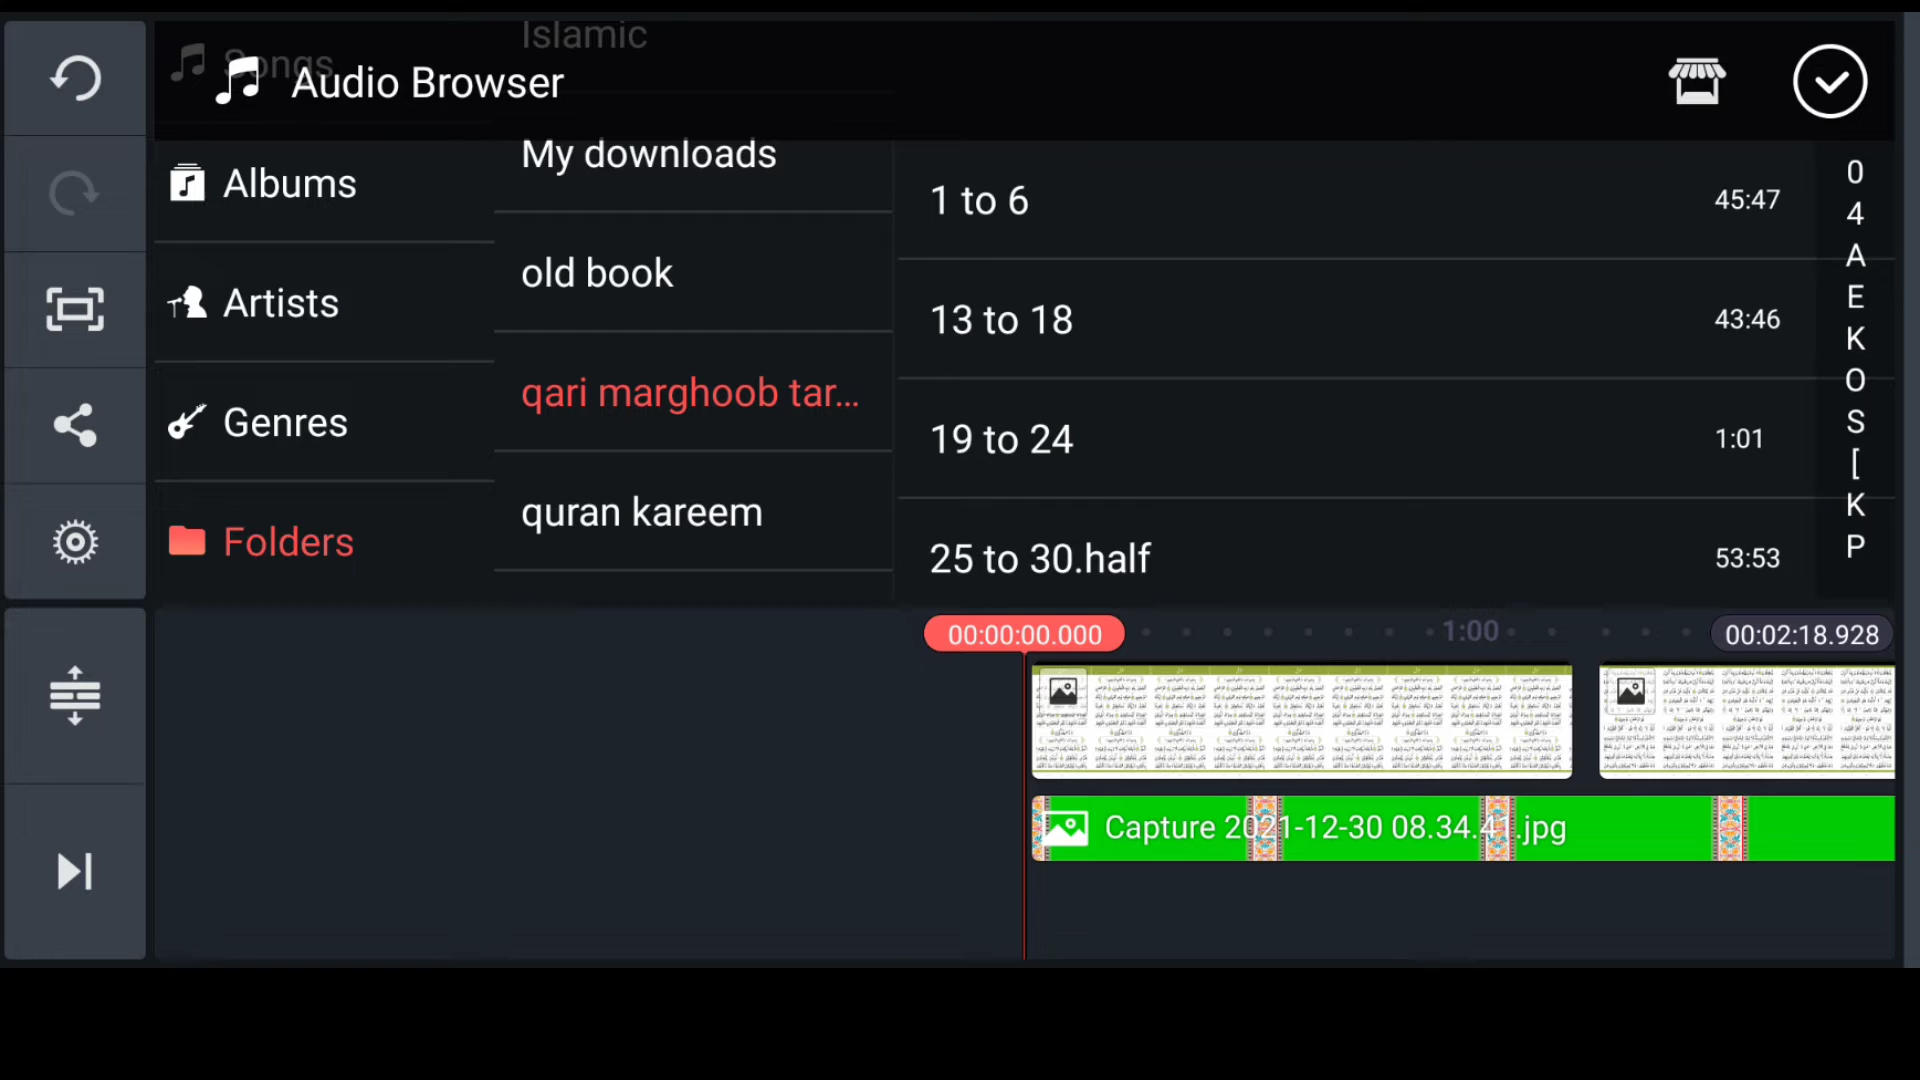 Songs
Audio Browser
Albums
Artists
Genres
Folders
Islamic
My downloads
old book
qari marghoob tar...
quran kareem
1 to 6 45:47
13 to 18 43:46
19 to 24 1:01
25 to 30.half 53:53
0
4
A
E
K
O
S
[
K
P
00:00:00.000
1:00
00:02:18.928
Capture 2021-12-30 08.34.41.jpg